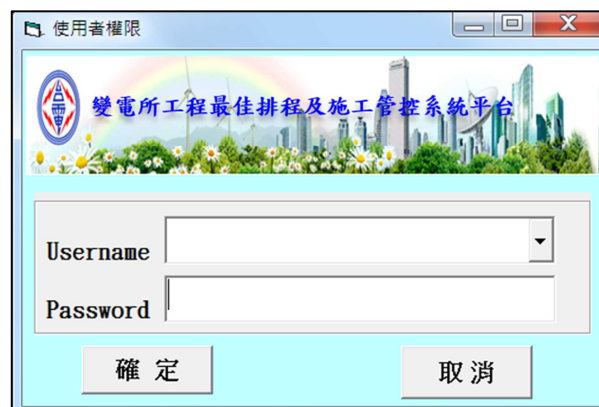 使用者權限
變電所工程最佳排程及施工管控系統平台
Username
Password
確 定
取 消